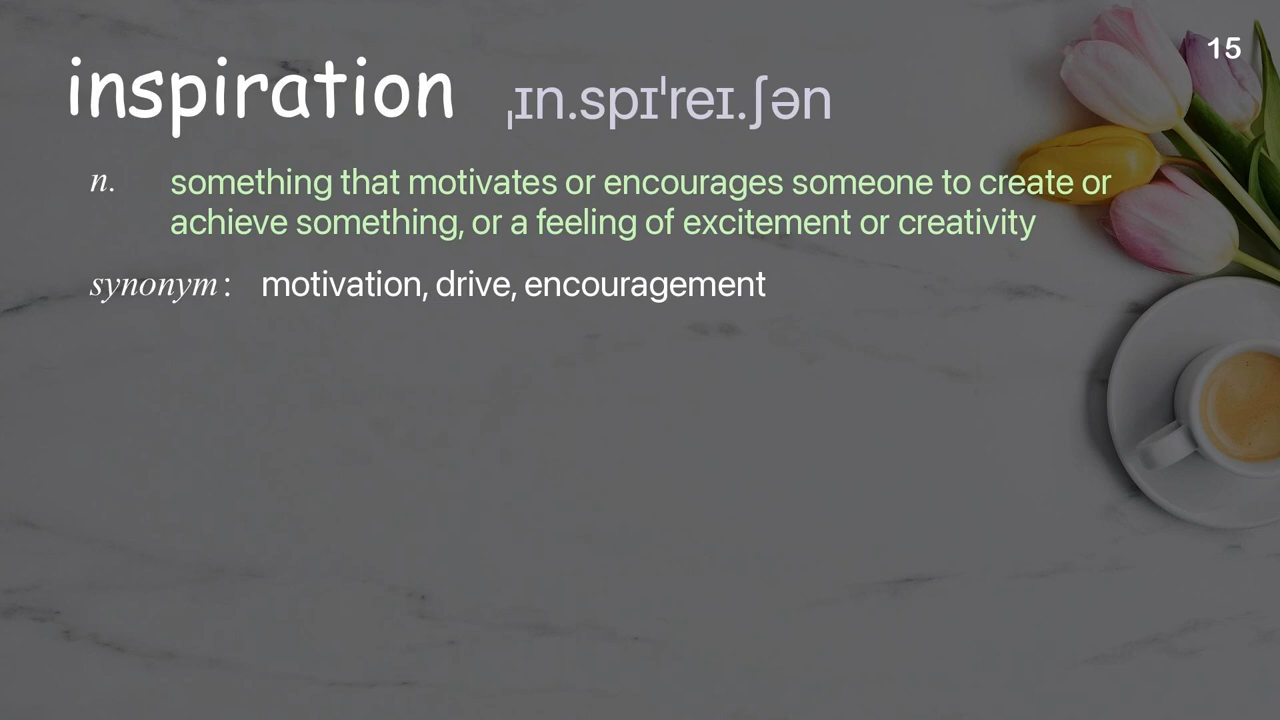 15
inspiration ˌɪn.spɪˈreɪ.ʃən
n. something that motivates or encourages someone to create or
achieve something, or a feeling of excitement or creativity
synonym : motivation, drive, encouragement